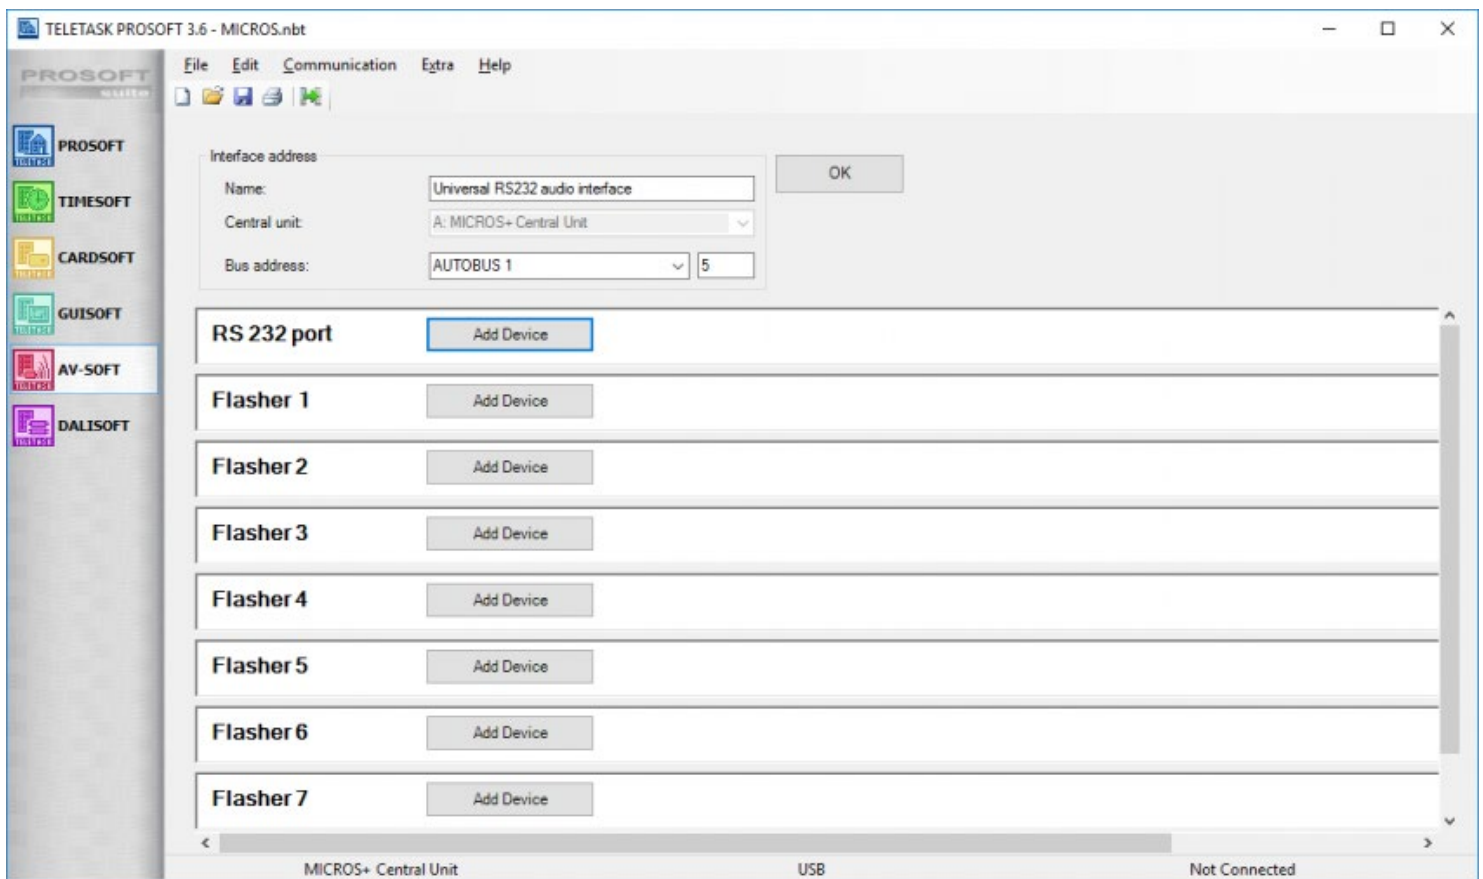 TELETASK PROSOFT 3.6 - MICROS.nbt
PROSOFT
suite
File Edit Communication Extra Help
PROSOFT
TIMESOFT
CARDSOFT
GUISOFT
AV-SOFT
DALISOFT
Interface address
Name: Universal RS232 audio interface
OK
Central unit: A: MICROS+ Central Unit
Bus address: AUTOBUS 1 5
RS 232 port Add Device
Flasher 1 Add Device
Flasher 2 Add Device
Flasher 3 Add Device
Flasher 4 Add Device
Flasher 5 Add Device
Flasher 6 Add Device
Flasher 7 Add Device
MICROS+ Central Unit USB Not Connected